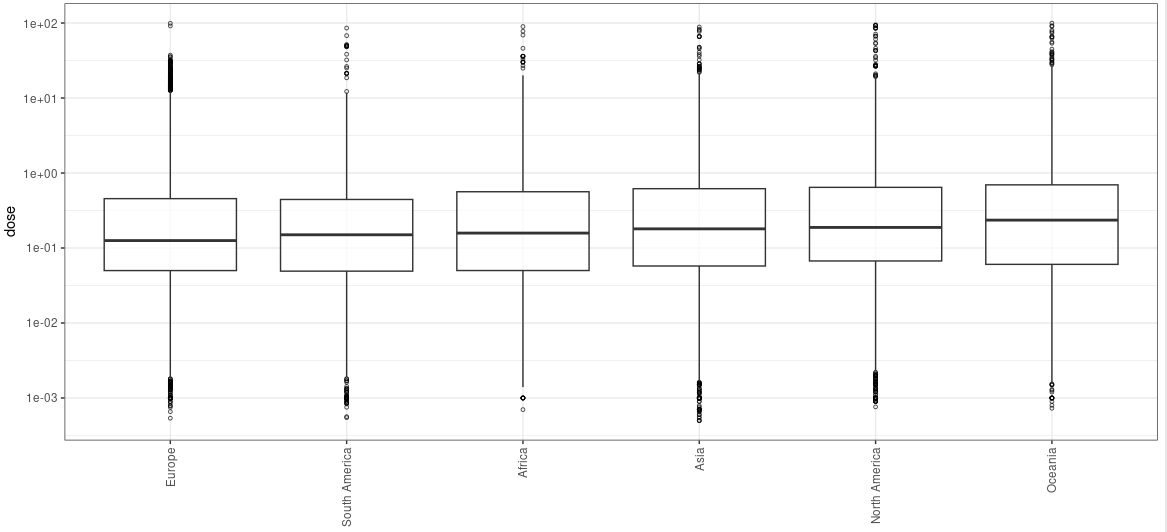 1e+02
1e+01
1e+00
1e-01
1e-02
1e-03
dose
Europe
South America
Africa
Asia
North America
Oceania